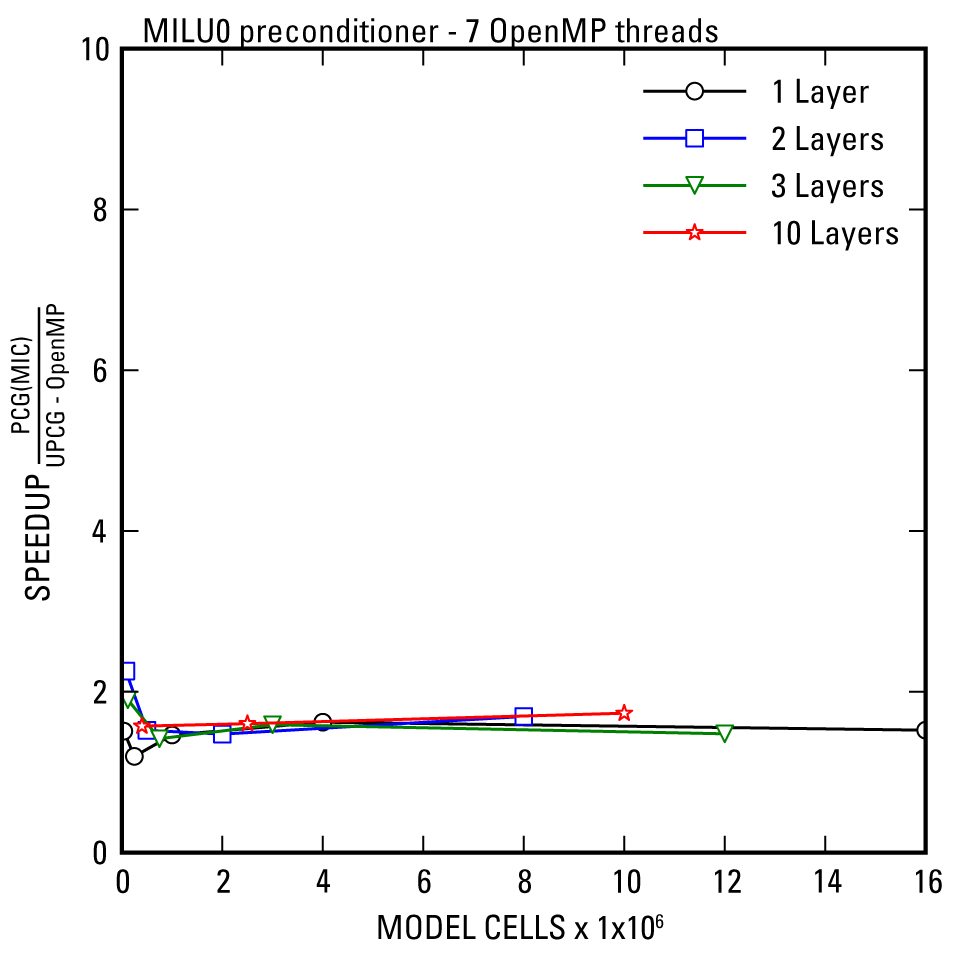 MILU0 preconditioner - 7 OpenMP threads
10
8
6
4
2
0
SPEEDUP PCG(MIC)
UPCG - OpenMP
1 Layer
2 Layers
3 Layers
10 Layers
0 2 4 6 8 10 12 14 16
MODEL CELLS x 1x10⁶